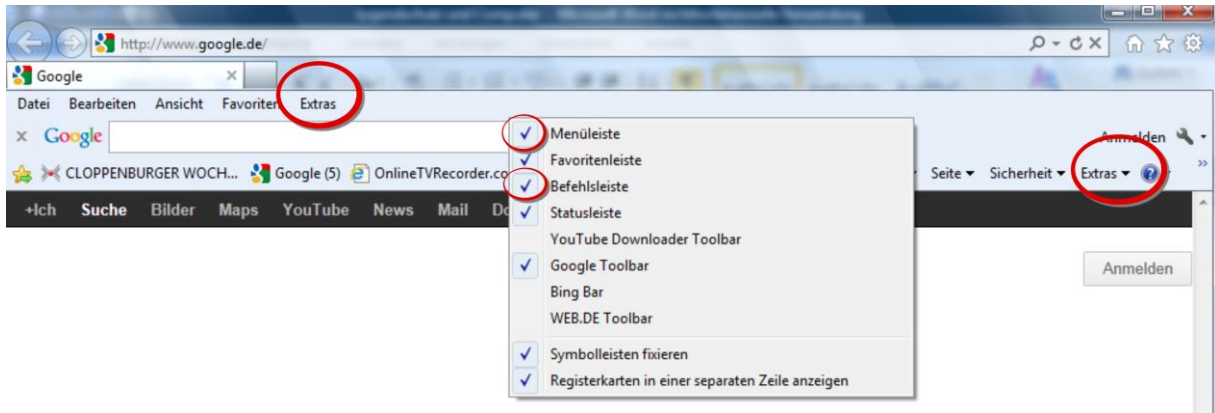 http://www.google.de/
Google
Datei Bearbeiten Ansicht Favoriten Extras
Google
Anmelden
CLOPPENBURGER WOCH... Google (5) OnlineTVRecorder.co
Seite Sicherheit Extras
+Ich Suche Bilder Maps YouTube News Mail Do
Menüleiste
Favoritenleiste
Befehlsleiste
Statusleiste
YouTube Downloader Toolbar
Google Toolbar
Bing Bar
WEB.DE Toolbar
Symbolleisten fixieren
Registerkarten in einer separaten Zeile anzeigen
Anmelden